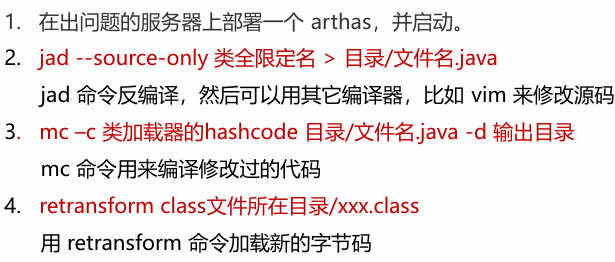 1. 在出问题的服务器上部署一个 arthas，并启动。
2. jad --source-only 类全限定名 > 目录/文件名.java
jad 命令反编译，然后可以用其它编译器，比如 vim 来修改源码
3. mc –c 类加载器的hashcode 目录/文件名.java -d 输出目录
mc 命令用来编译修改过的代码
4. retransform class文件所在目录/xxx.class
用 retransform 命令加载新的字节码